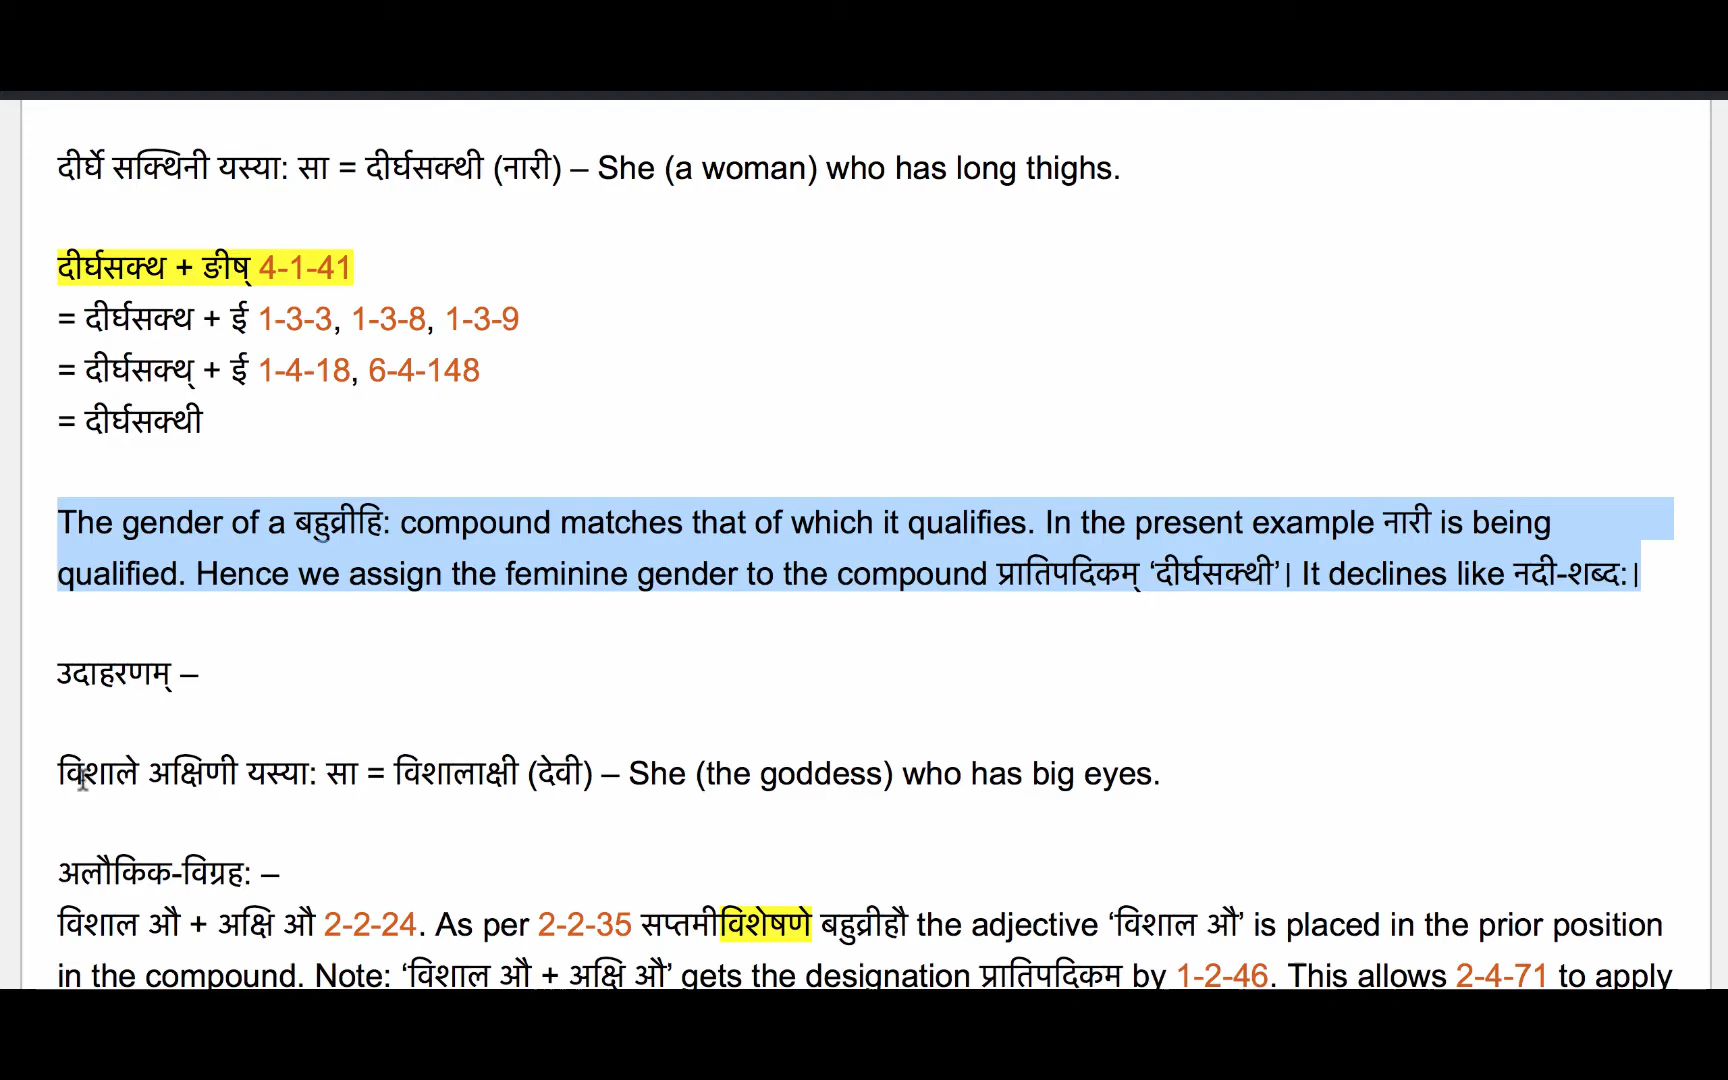 दीर्घे सक्थिनी यस्या: सा = दीर्घसक्थी (नारी) – She (a woman) who has long thighs.
दीर्घसक्थ + ङीष् 4-1-41
= दीर्घसक्थ + ई 1-3-3, 1-3-8, 1-3-9
= दीर्घसक्थ् + ई 1-4-18, 6-4-148
= दीर्घसक्थी
The gender of a बहुव्रीहि: compound matches that of which it qualifies. In the present example नारी is being
qualified. Hence we assign the feminine gender to the compound प्रातिपदिकम् ‘दीर्घसक्थी’। It declines like नदी-शब्द:।
उदाहरणम् –
विशाले अक्षिणी यस्या: सा = विशालाक्षी (देवी) – She (the goddess) who has big eyes.
अलौकिक-विग्रह: –
विशाल औ + अक्षि औ 2-2-24. As per 2-2-35 सप्तमीविशेषणे बहुव्रीहौ the adjective ‘विशाल औ’ is placed in the prior position
in the compound. Note: ‘विशाल औ + अक्षि औ’ gets the designation प्रातिपदिकम by 1-2-46. This allows 2-4-71 to apply